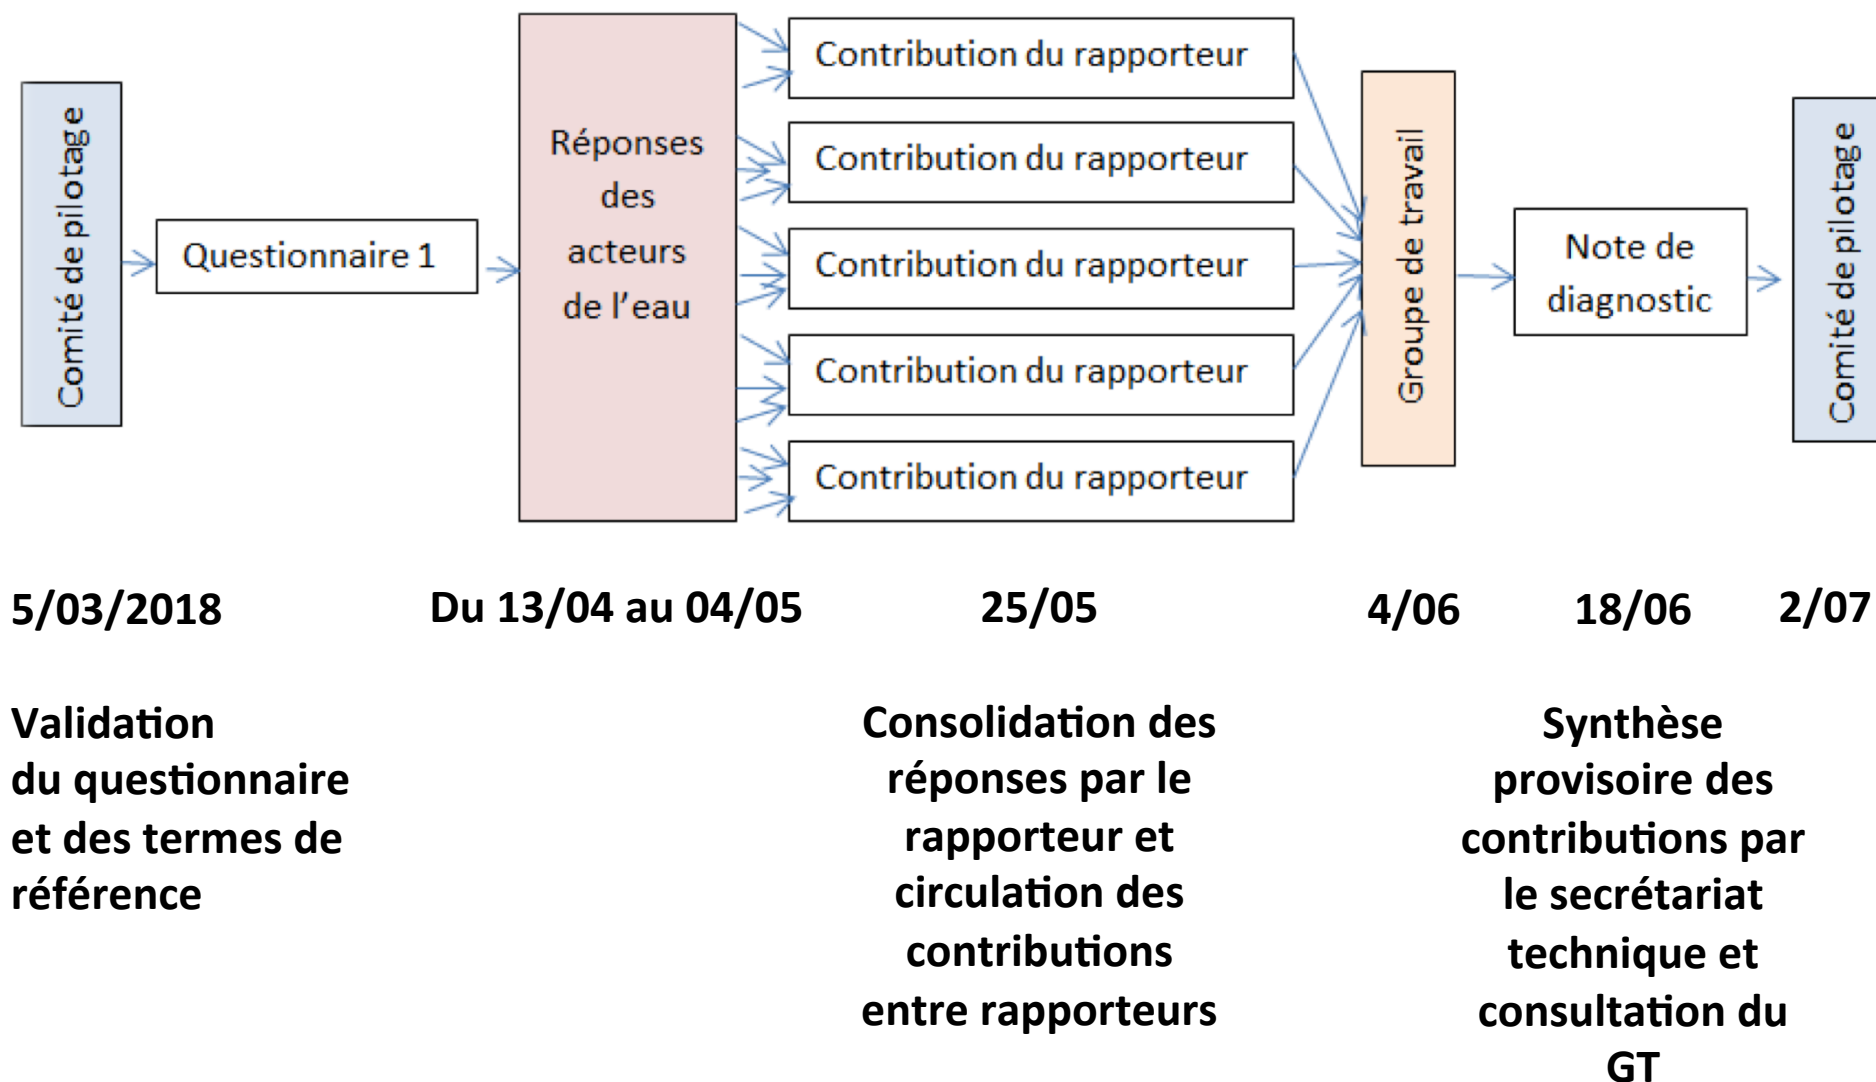 Comité de pilotage
Questionnaire 1
Réponses
des
acteurs
de l’eau
Contribution du rapporteur
Contribution du rapporteur
Contribution du rapporteur
Contribution du rapporteur
Contribution du rapporteur
Groupe de travail
Note de
diagnostic
Comité de pilotage
5/03/2018
Du 13/04 au 04/05
25/05
4/06
18/06
2/07
Validation
du questionnaire
et des termes de
référence
Consolidation des
réponses par le
rapporteur et
circulation des
contributions
entre rapporteurs
Synthèse
provisoire des
contributions par
le secrétariat
technique et
consultation du
GT